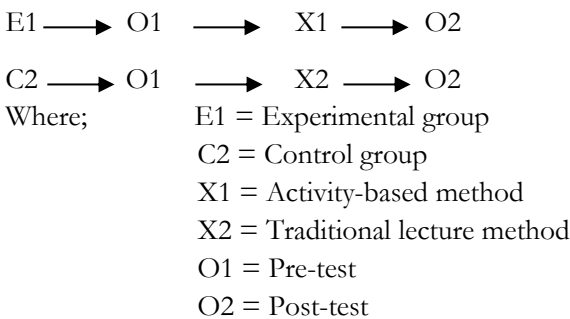 E1 → O1 → X1 → O2
C2 → O1 → X2 → O2
Where; E1 = Experimental group
C2 = Control group
X1 = Activity-based method
X2 = Traditional lecture method
O1 = Pre-test
O2 = Post-test